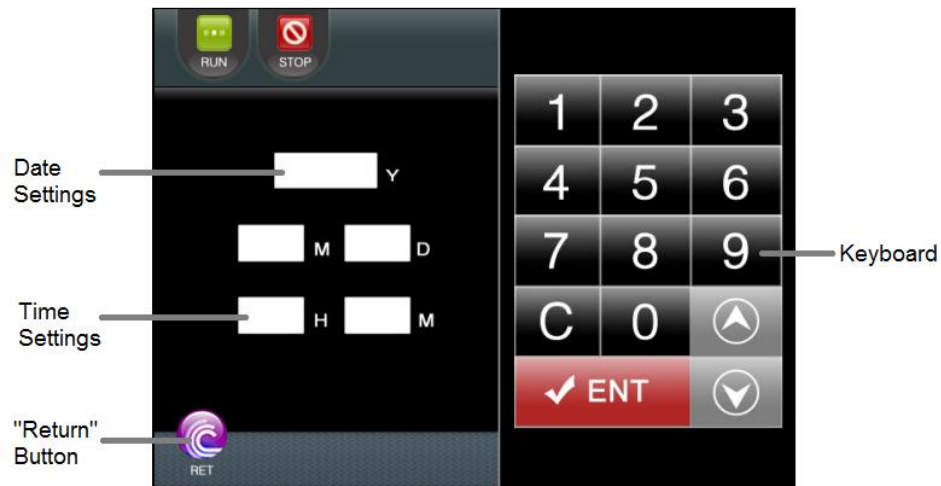 RUN
STOP
Date
Settings
Y
M
D
Time
Settings
H
M
"Return"
Button
RET
1
2
3
4
5
6
7
8
9
C
0
ENT
Keyboard